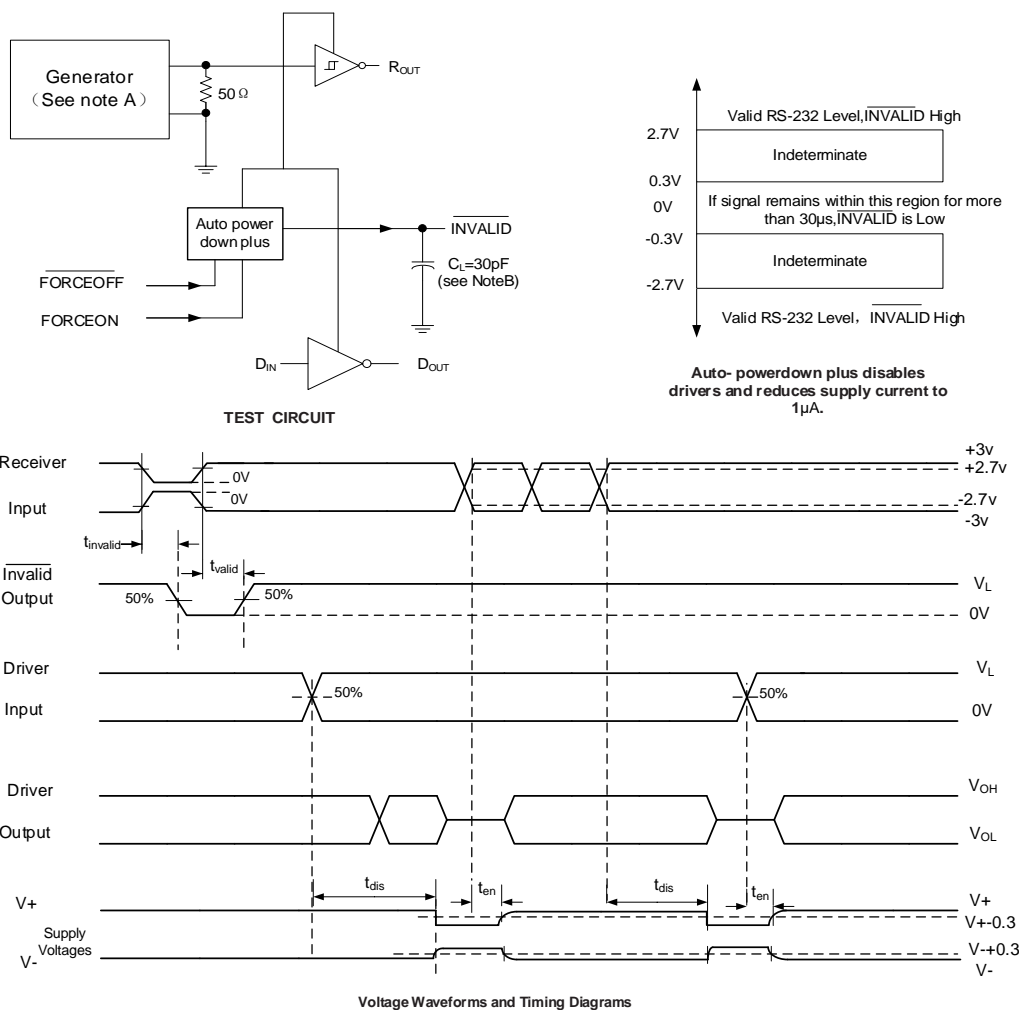 Generator
（See note A）
50Ω
ROUT
Auto power
down plus
INVALID
CL=30pF
(see NoteB)
FORCEOFF
FORCEON
DIN
DOUT
TEST CIRCUIT
Valid RS-232 Level,INVALID High
2.7V
Indeterminate
0.3V
0V
If signal remains within this region for more
than 30µs,INVALID is Low
-0.3V
Indeterminate
-2.7V
Valid RS-232 Level，INVALID High
Auto- powerdown plus disables
drivers and reduces supply current to
1µA.
Receiver
Input
0V
0V
+3v
+2.7v
-2.7v
-3v
tinvalid
tvalid
Invalid
Output
50%
50%
VL
0V
Driver
Input
50%
50%
VL
0V
Driver
Output
VOH
VOL
tdis
ten
tdis
ten
V+
Supply
Voltages
V-
V+
V+-0.3
V-+0.3
V-
Voltage Waveforms and Timing Diagrams